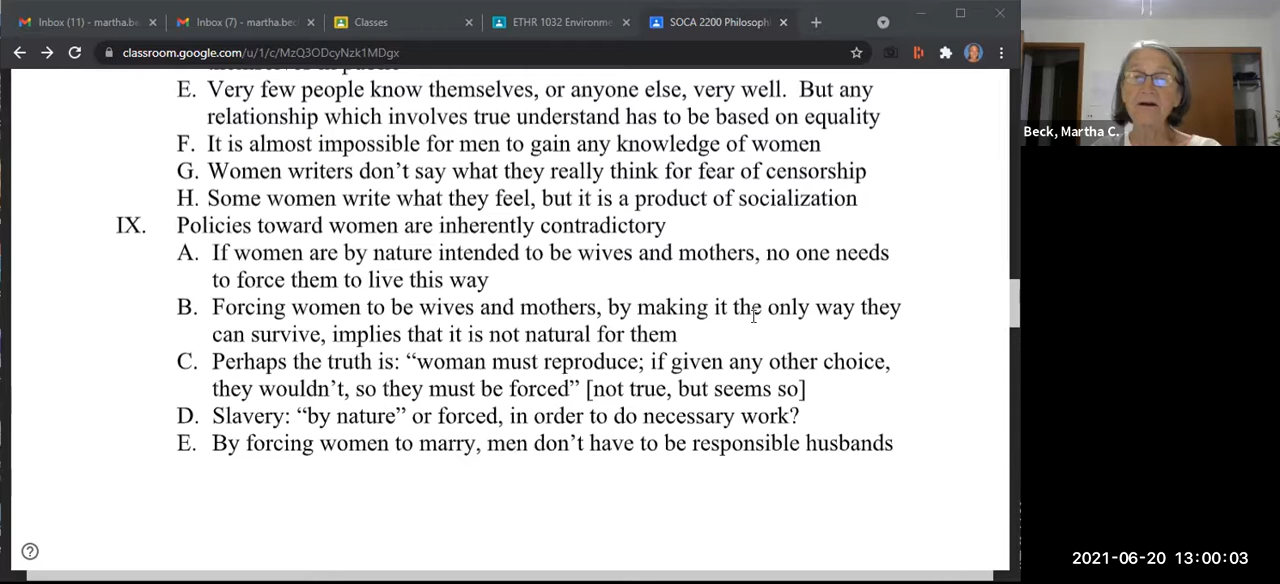 Inbox (11) - martha.be
Inbox (7) - martha.bec
Classes
ETHR 1032 Environme
SOCA 2200 Philosoph
classroom.google.com/u/1/c/MzQ3ODcyNzk1MDgx
E. Very few people know themselves, or anyone else, very well. But any
relationship which involves true understand has to be based on equality
F. It is almost impossible for men to gain any knowledge of women
G. Women writers don't say what they really think for fear of censorship
H. Some women write what they feel, but it is a product of socialization
IX. Policies toward women are inherently contradictory
A. If women are by nature intended to be wives and mothers, no one needs
to force them to live this way
B. Forcing women to be wives and mothers, by making it the only way they
can survive, implies that it is not natural for them
C. Perhaps the truth is: “woman must reproduce; if given any other choice,
they wouldn't, so they must be forced” [not true, but seems so]
D. Slavery: “by nature” or forced, in order to do necessary work?
E. By forcing women to marry, men don't have to be responsible husbands
Beck, Martha C.
2021-06-20 13:00:03